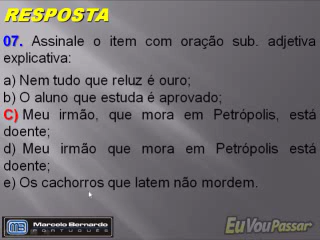 RESPOSTA
07. Assinale o item com oração sub. adjetiva
explicativa:
a) Nem tudo que reluz é ouro;
b) O aluno que estuda é aprovado;
C) Meu irmão, que mora em Petrópolis, está
doente;
d) Meu irmão que mora em Petrópolis está
doente;
e) Os cachorros que latem não mordem.
MB Marcelo Bernardo
PORTUGUÊS
EuVouPassar